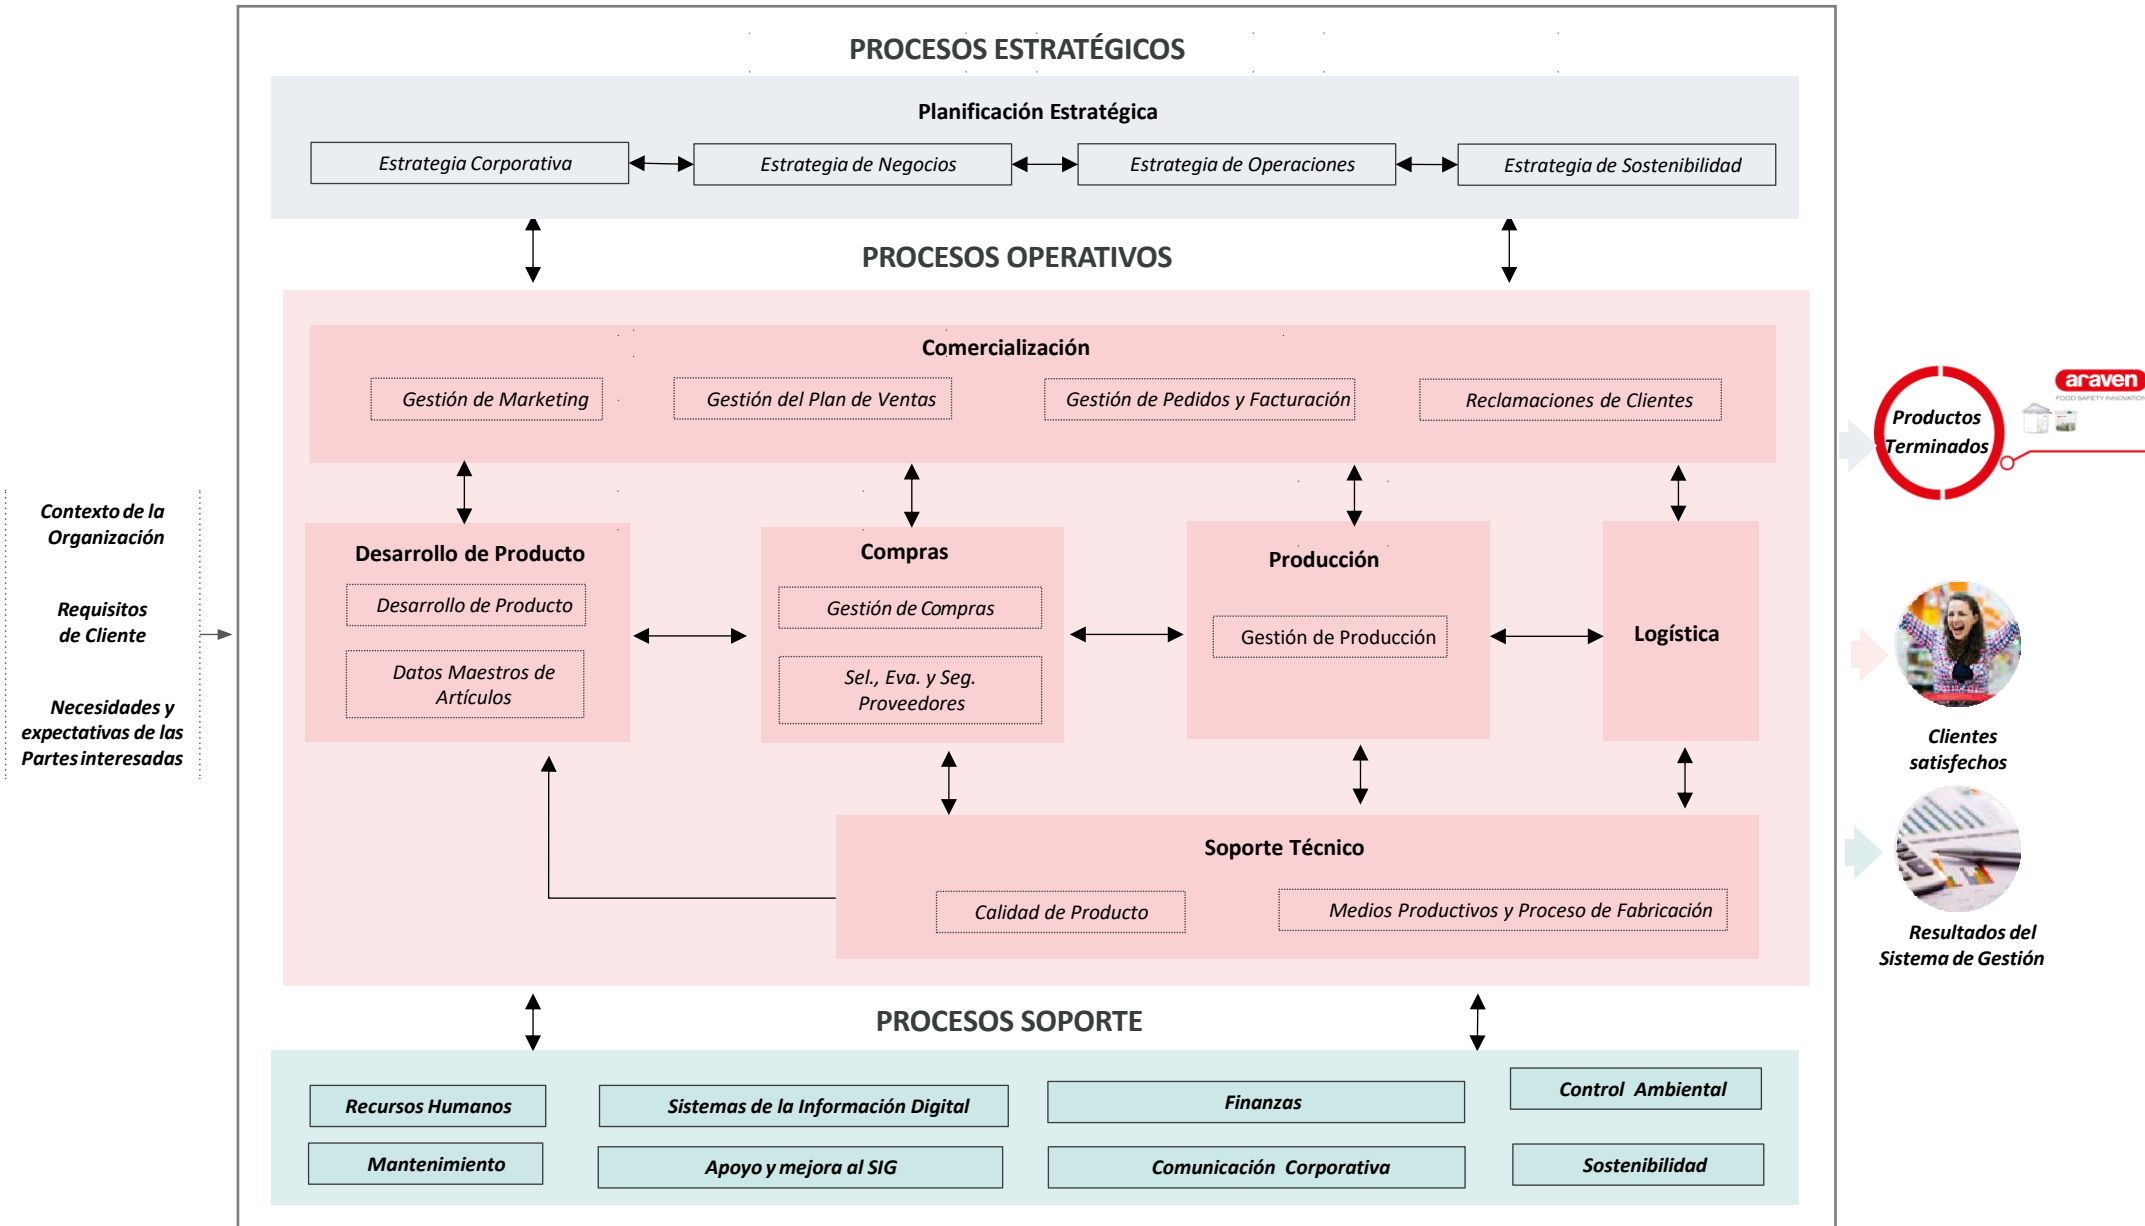 PROCESOS ESTRATÉGICOS
Planificación Estratégica
Estrategia Corporativa
Estrategia de Negocios
Estrategia de Operaciones
Estrategia de Sostenibilidad
PROCESOS OPERATIVOS
Comercialización
Gestión de Marketing
Gestión del Plan de Ventas
Gestión de Pedidos y Facturación
Reclamaciones de Clientes
Contexto de la
Organización
Requisitos
de Cliente
Necesidades y
expectativas de las
Partes interesadas
Desarrollo de Producto
Desarrollo de Producto
Datos Maestros de
Artículos
Compras
Gestión de Compras
Sel., Eva. y Seg.
Proveedores
Producción
Gestión de Producción
Logística
Soporte Técnico
Calidad de Producto
Medios Productivos y Proceso de Fabricación
PROCESOS SOPORTE
Recursos Humanos
Sistemas de la Información Digital
Finanzas
Control Ambiental
Mantenimiento
Apoyo y mejora al SIG
Comunicación Corporativa
Sostenibilidad
Productos
Terminados
araven
FOOD SAFETY INNOVATION
Clientes
satisfechos
Resultados del
Sistema de Gestión